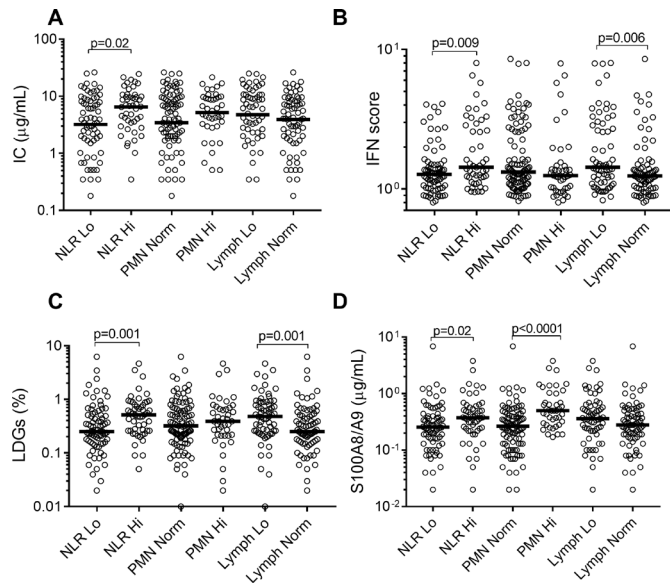 A
p=0.02
IC (μg/mL)
100
10
1
0.1
NLR Lo
NLR Hi
PMN Norm
PMN Hi
Lymph Lo
Lymph Norm
B
p=0.009
p=0.006
IFN score
10¹
10⁰
NLR Lo
NLR Hi
PMN Norm
PMN Hi
Lymph Lo
Lymph Norm
C
p=0.001
p=0.001
LDGs (%)
10
1
0.1
0.01
NLR Lo
NLR Hi
PMN Norm
PMN Hi
Lymph Lo
Lymph Norm
D
p=0.02
p<0.0001
S100A8/A9 (μg/mL)
10¹
10⁰
10⁻¹
10⁻²
NLR Lo
NLR Hi
PMN Norm
PMN Hi
Lymph Lo
Lymph Norm